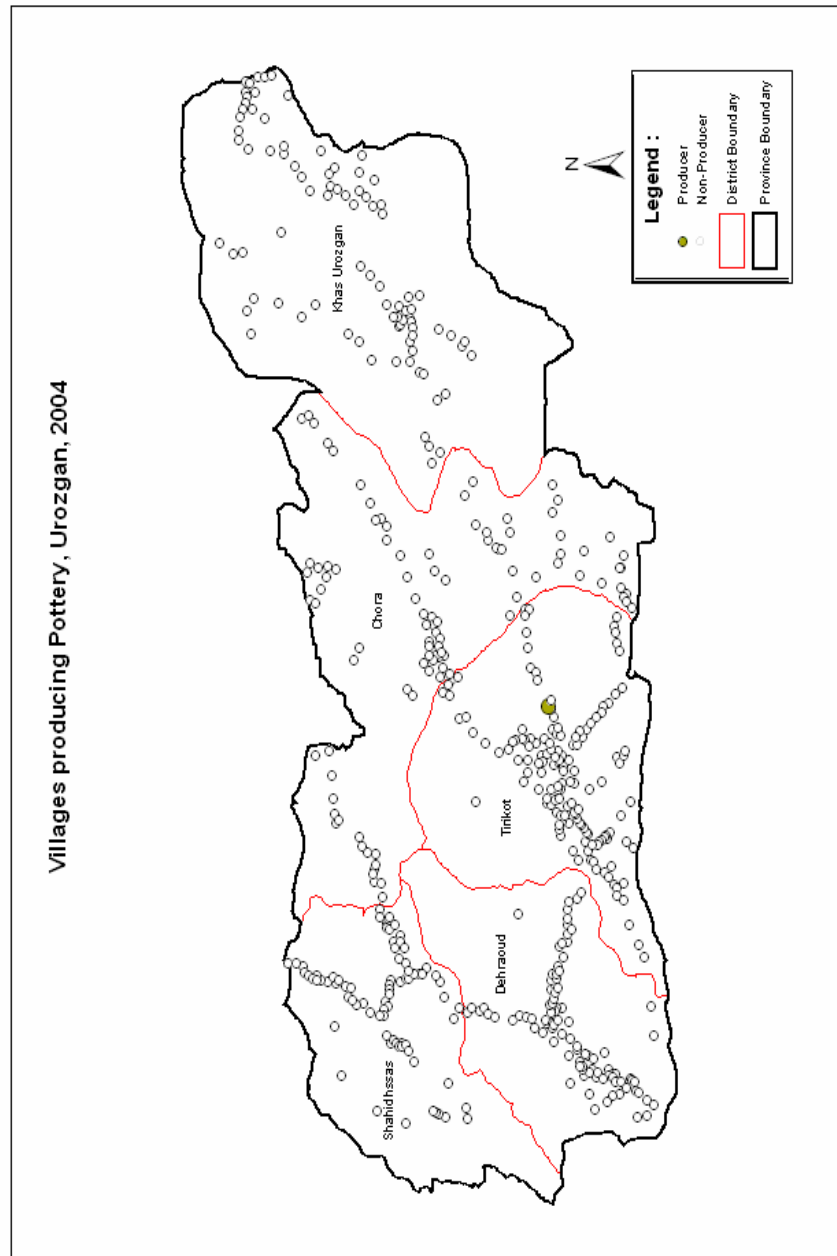 Villages producing Pottery, Urozgan, 2004
Shahidhssas
Dehraoud
Tirikot
Chora
Khas Urozgan
N
Legend :
Producer
Non-Producer
District Boundary
Province Boundary